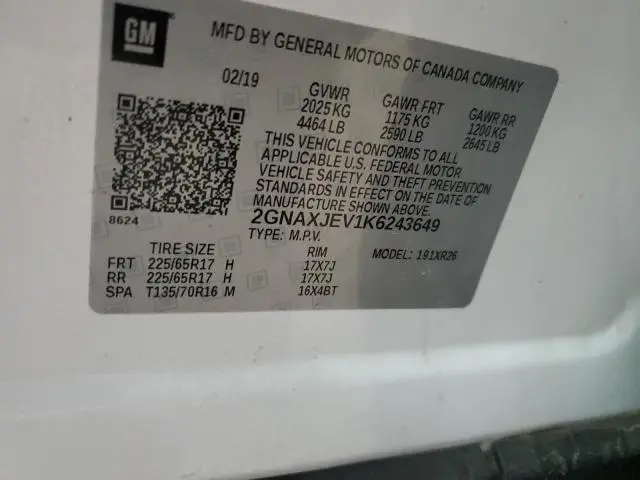 GM
MFD BY GENERAL MOTORS OF CANADA COMPANY
02/19 GVWR GAWR FRT GAWR RR
2025 KG 1175 KG 1200 KG
4464 LB 2590 LB 2645 LB
THIS VEHICLE CONFORMS TO ALL
APPLICABLE U.S. FEDERAL MOTOR
VEHICLE SAFETY AND THEFT PREVENTION
STANDARDS IN EFFECT ON THE DATE OF
MANUFACTURE SHOWN ABOVE.
8624
2GNAXJEV1K6243649
TYPE: M.P.V. MODEL: 191XR26
TIRE SIZE RIM
FRT 225/65R17 H 17X7J
RR 225/65R17 H 17X7J
SPA T135/70R16 M 16X4BT